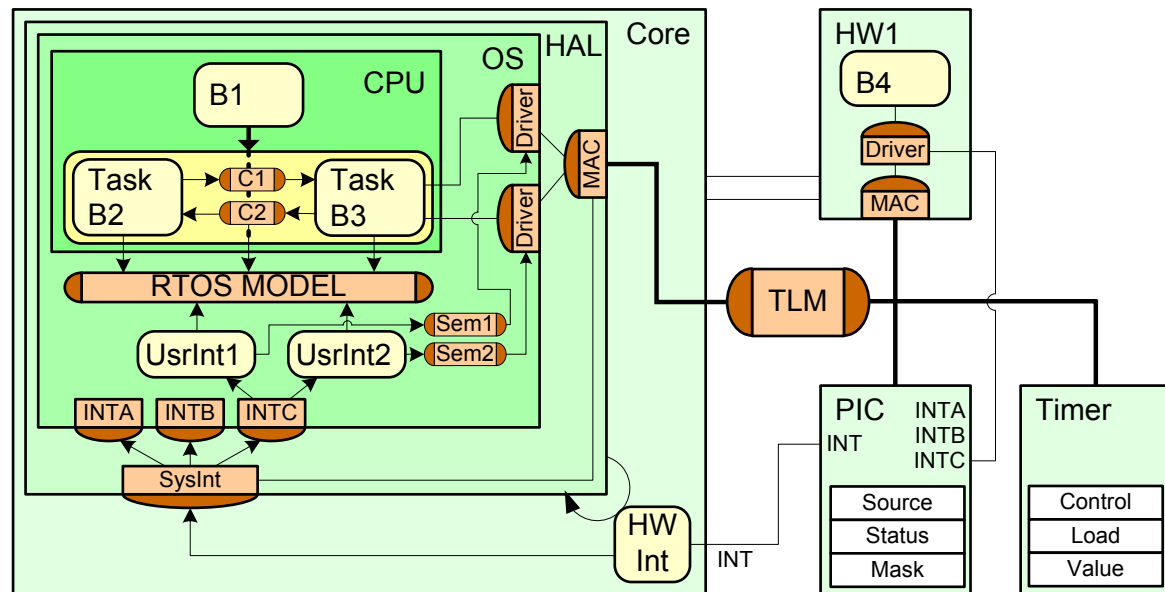 Core
HAL
OS
CPU
B1
Task
B2
C1
C2
Task
B3
Driver
Driver
MAC
RTOS MODEL
UsrInt1
UsrInt2
Sem1
Sem2
INTA
INTB
INTC
SysInt
HW
Int
INT
TLM
HW1
B4
Driver
MAC
PIC
INT
INTA
INTB
INTC
Source
Status
Mask
Timer
Control
Load
Value